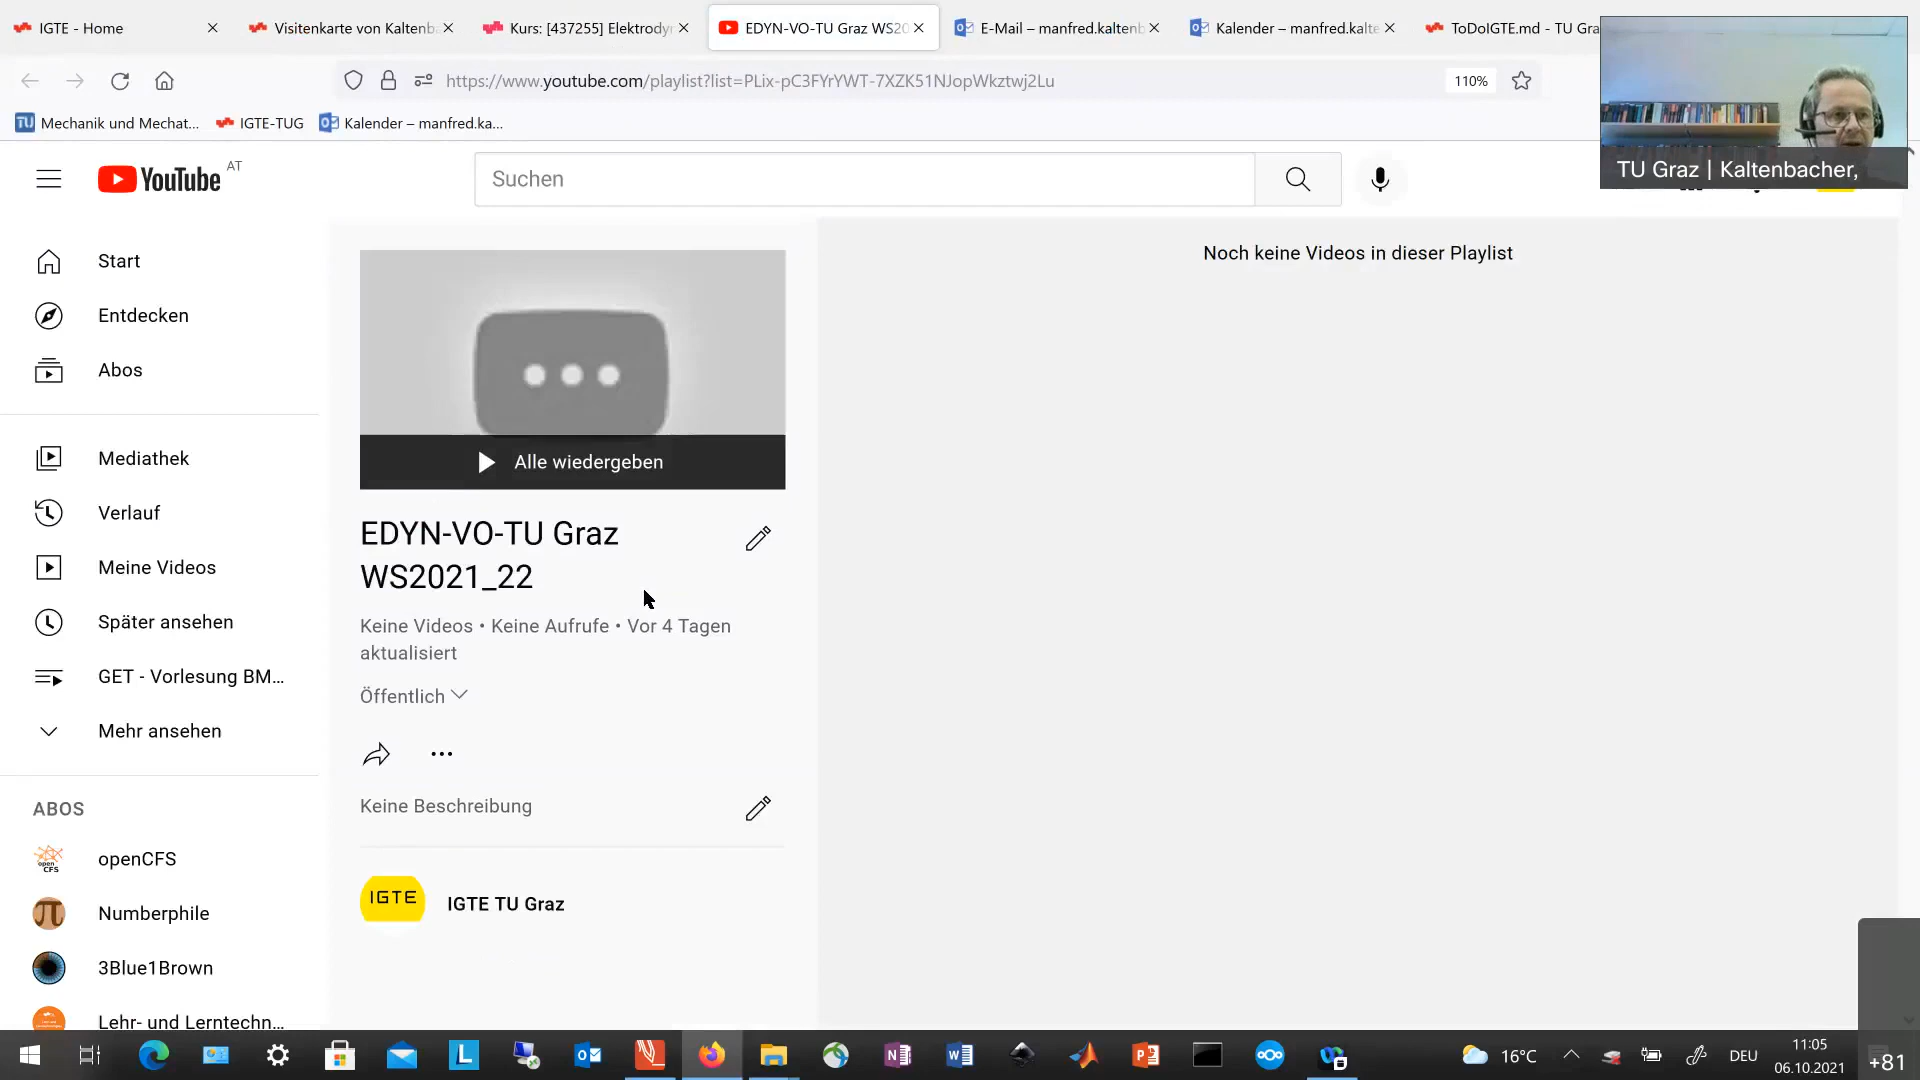 IGTE - Home
Visitenkarte von Kaltenb
Kurs: [437255] Elektrodyn
EDYN-VO-TU Graz WS20
E-Mail – manfred.kaltenb
Kalender – manfred.kalte
ToDoIGTE.md - TU Gra
https://www.youtube.com/playlist?list=PLix-pC3FYrYWT-7XZK51NJopWkztwj2Lu
110%
Mechanik und Mechat...
IGTE-TUG
Kalender – manfred.ka...
TU Graz | Kaltenbacher,
YouTube
AT
Suchen
Start
Entdecken
Abos
Mediathek
Verlauf
Meine Videos
Später ansehen
GET - Vorlesung BM...
Mehr ansehen
ABOS
openCFS
Numberphile
3Blue1Brown
Lehr- und Lerntechn...
Alle wiedergeben
EDYN-VO-TU Graz
WS2021_22
Keine Videos • Keine Aufrufe • Vor 4 Tagen
aktualisiert
Öffentlich
Keine Beschreibung
IGTE
IGTE TU Graz
Noch keine Videos in dieser Playlist
16°C
DEU
11:05
06.10.2021
+81